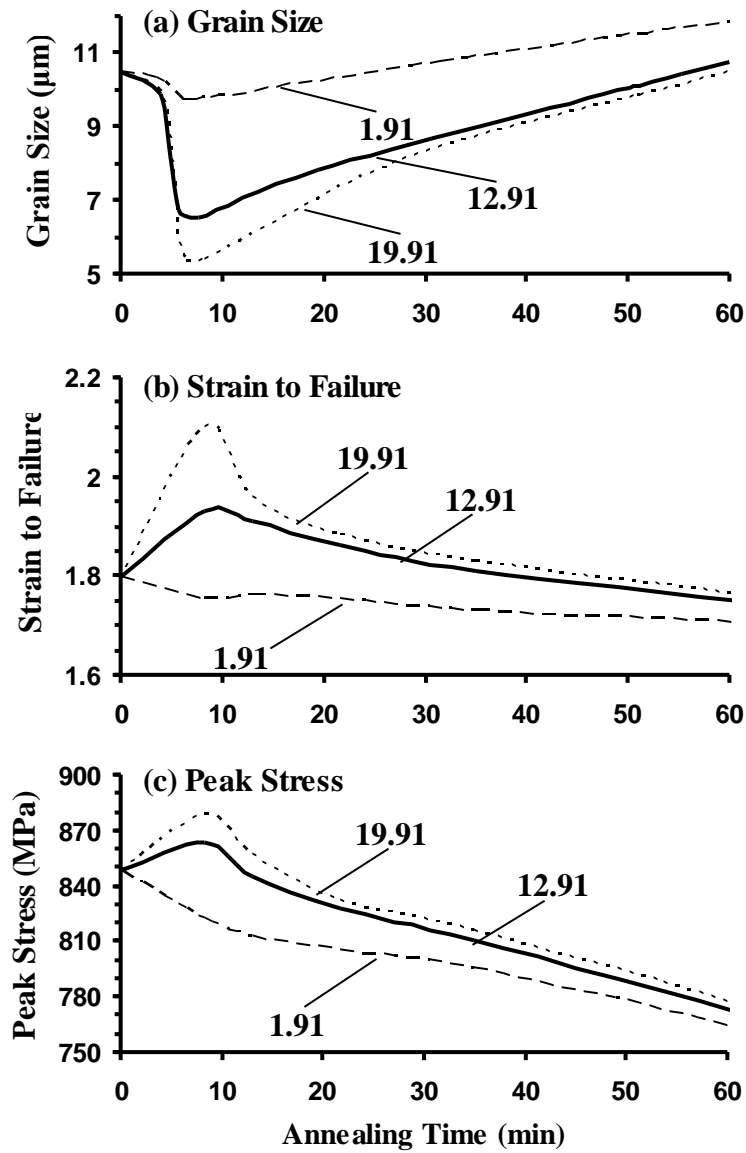 (a) Grain Size
Grain Size (µm)
11
9
7
5
1.91
12.91
19.91
0 10 20 30 40 50 60
(b) Strain to Failure
Strain to Failure
2.2
2
1.8
1.6
19.91
12.91
1.91
0 10 20 30 40 50 60
(c) Peak Stress
Peak Stress (MPa)
900
870
840
810
780
750
19.91
12.91
1.91
0 10 20 30 40 50 60
Annealing Time (min)